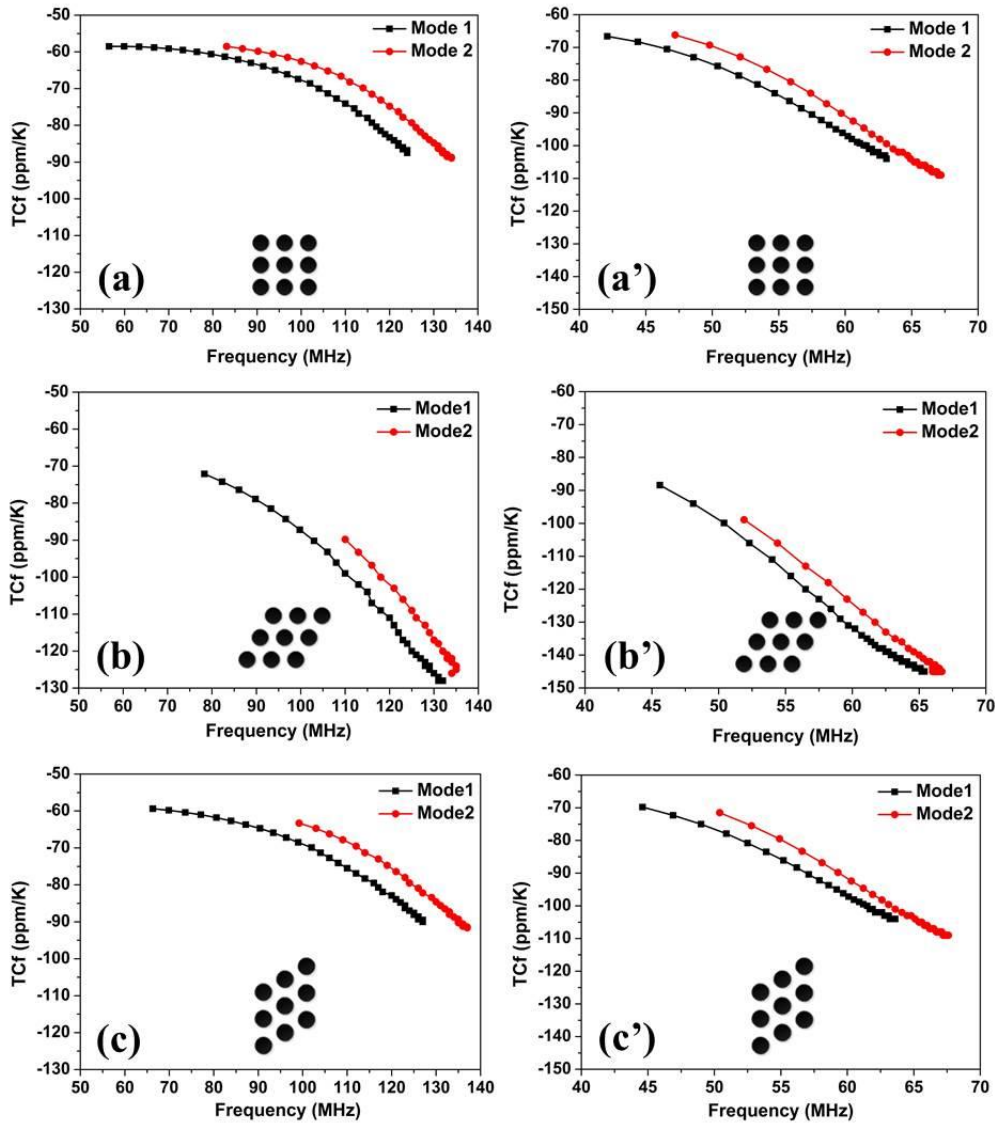 -50
-60
-70
-80
-90
-100
-110
-120
-130
TCf (ppm/K)
Mode 1
Mode 2
(a)
50 60 70 80 90 100 110 120 130 140
Frequency (MHz)
-60
-70
-80
-90
-100
-110
-120
-130
-140
-150
TCf (ppm/K)
Mode 1
Mode 2
(a’)
40 45 50 55 60 65 70
Frequency (MHz)
-50
-60
-70
-80
-90
-100
-110
-120
-130
TCf (ppm/K)
Mode1
Mode2
(b)
50 60 70 80 90 100 110 120 130 140
Frequency (MHz)
-60
-70
-80
-90
-100
-110
-120
-130
-140
-150
TCf (ppm/K)
Mode1
Mode2
(b’)
40 45 50 55 60 65 70
Frequency (MHz)
-50
-60
-70
-80
-90
-100
-110
-120
-130
TCf (ppm/K)
Mode1
Mode2
(c)
50 60 70 80 90 100 110 120 130 140
Frequency (MHz)
-60
-70
-80
-90
-100
-110
-120
-130
-140
-150
TCf (ppm/K)
Mode1
Mode2
(c’)
40 45 50 55 60 65 70
Frequency (MHz)